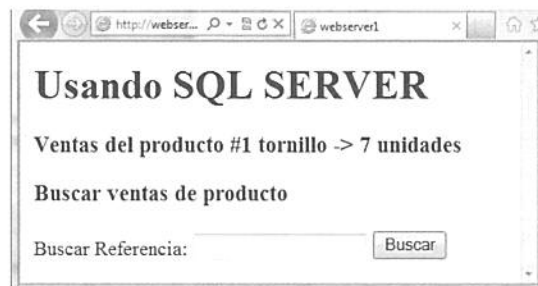 http://webser...
webserver1
Usando SQL SERVER
Ventas del producto #1 tornillo -> 7 unidades
Buscar ventas de producto
Buscar Referencia:
Buscar